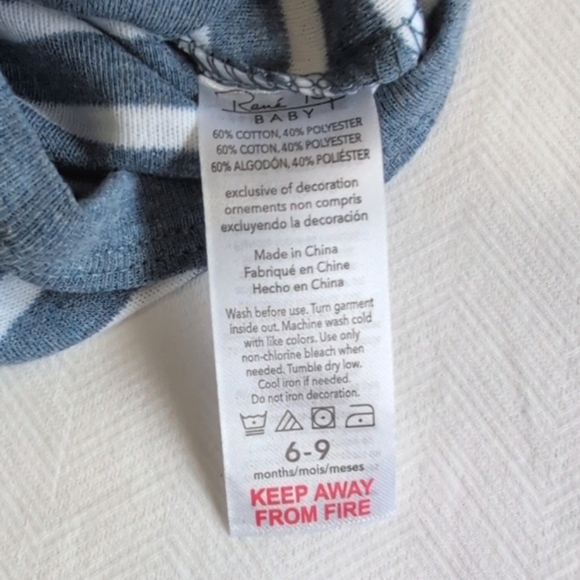 René
BABY
60% COTTON, 40% POLYESTER
60% COTON, 40% POLYESTER
60% ALGODÓN, 40% POLIÉSTER
exclusive of decoration
ornements non compris
excluyendo la decoración
Made in China
Fabriqué en Chine
Hecho en China
Wash before use. Turn garment
inside out. Machine wash cold
with like colors. Use only
non-chlorine bleach when
needed. Tumble dry low.
Cool iron if needed.
Do not iron decoration.
6-9
months/mois/meses
KEEP AWAY
FROM FIRE